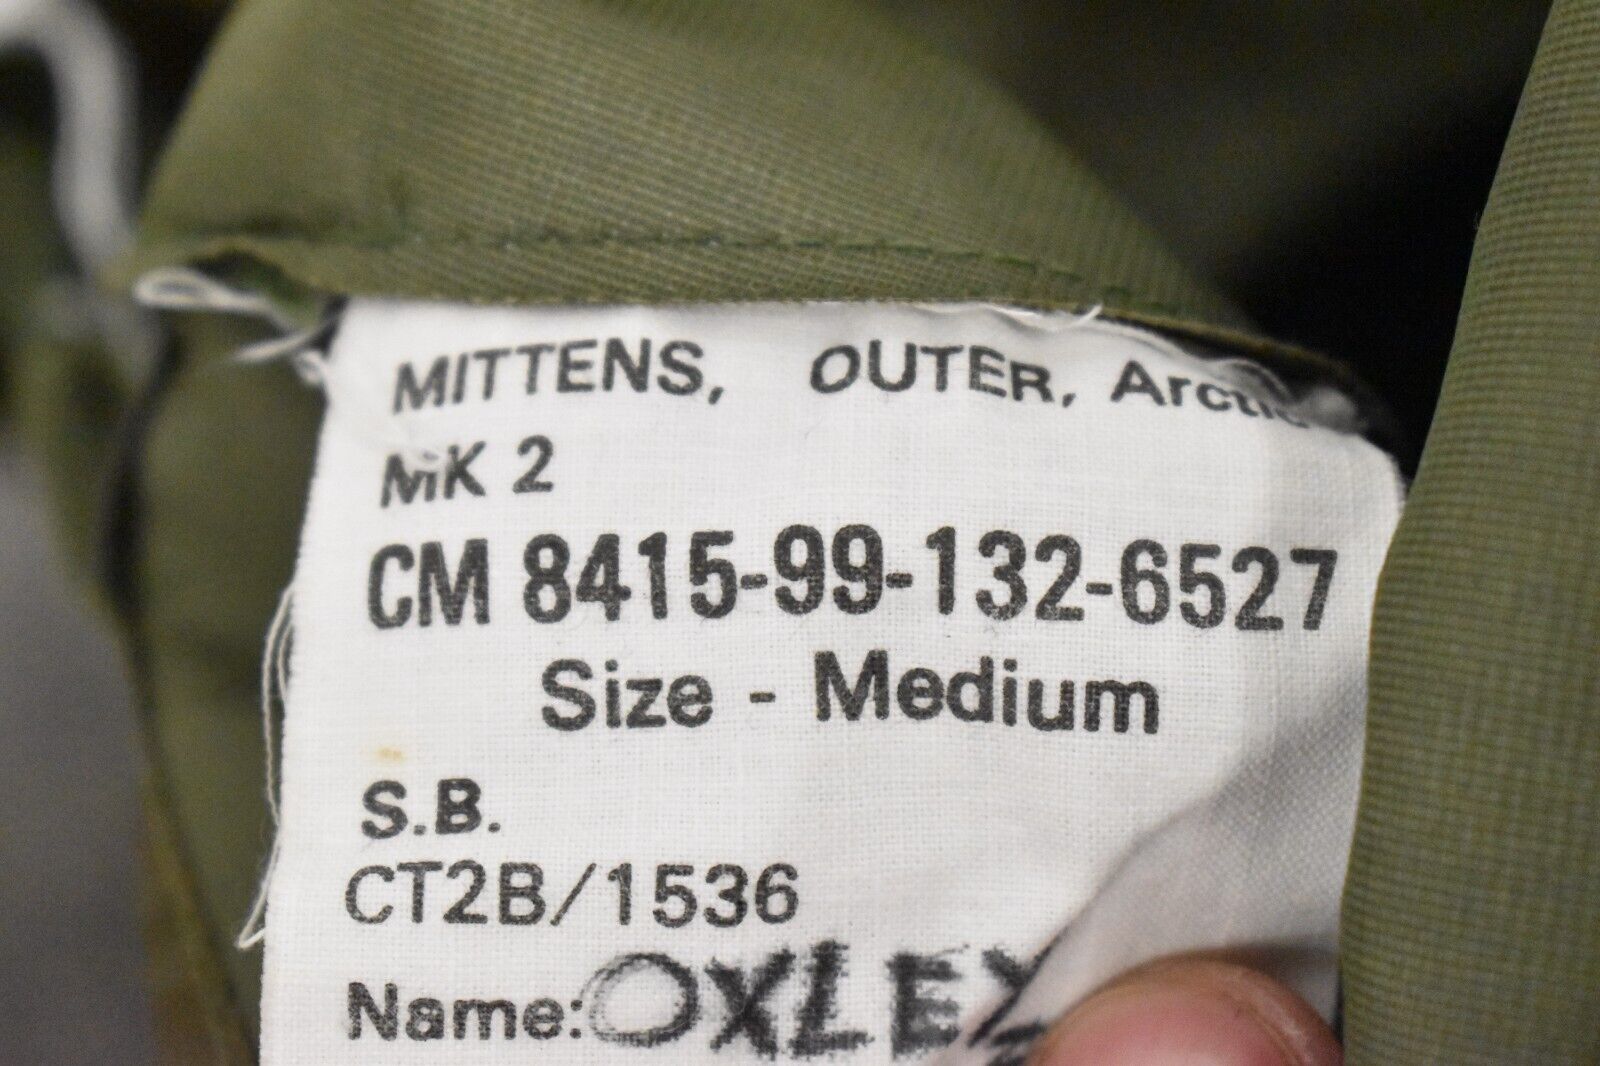 MITTENS, OUTER, Arctic
MK 2
CM 8415-99-132-6527
Size - Medium
S.B.
CT2B/1536
Name: OXLEY